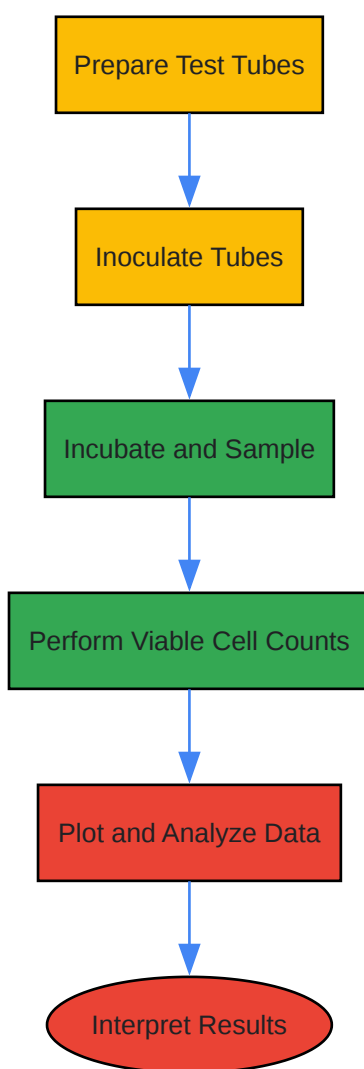 Prepare Test Tubes
Inoculate Tubes
Incubate and Sample
Perform Viable Cell Counts
Plot and Analyze Data
Interpret Results